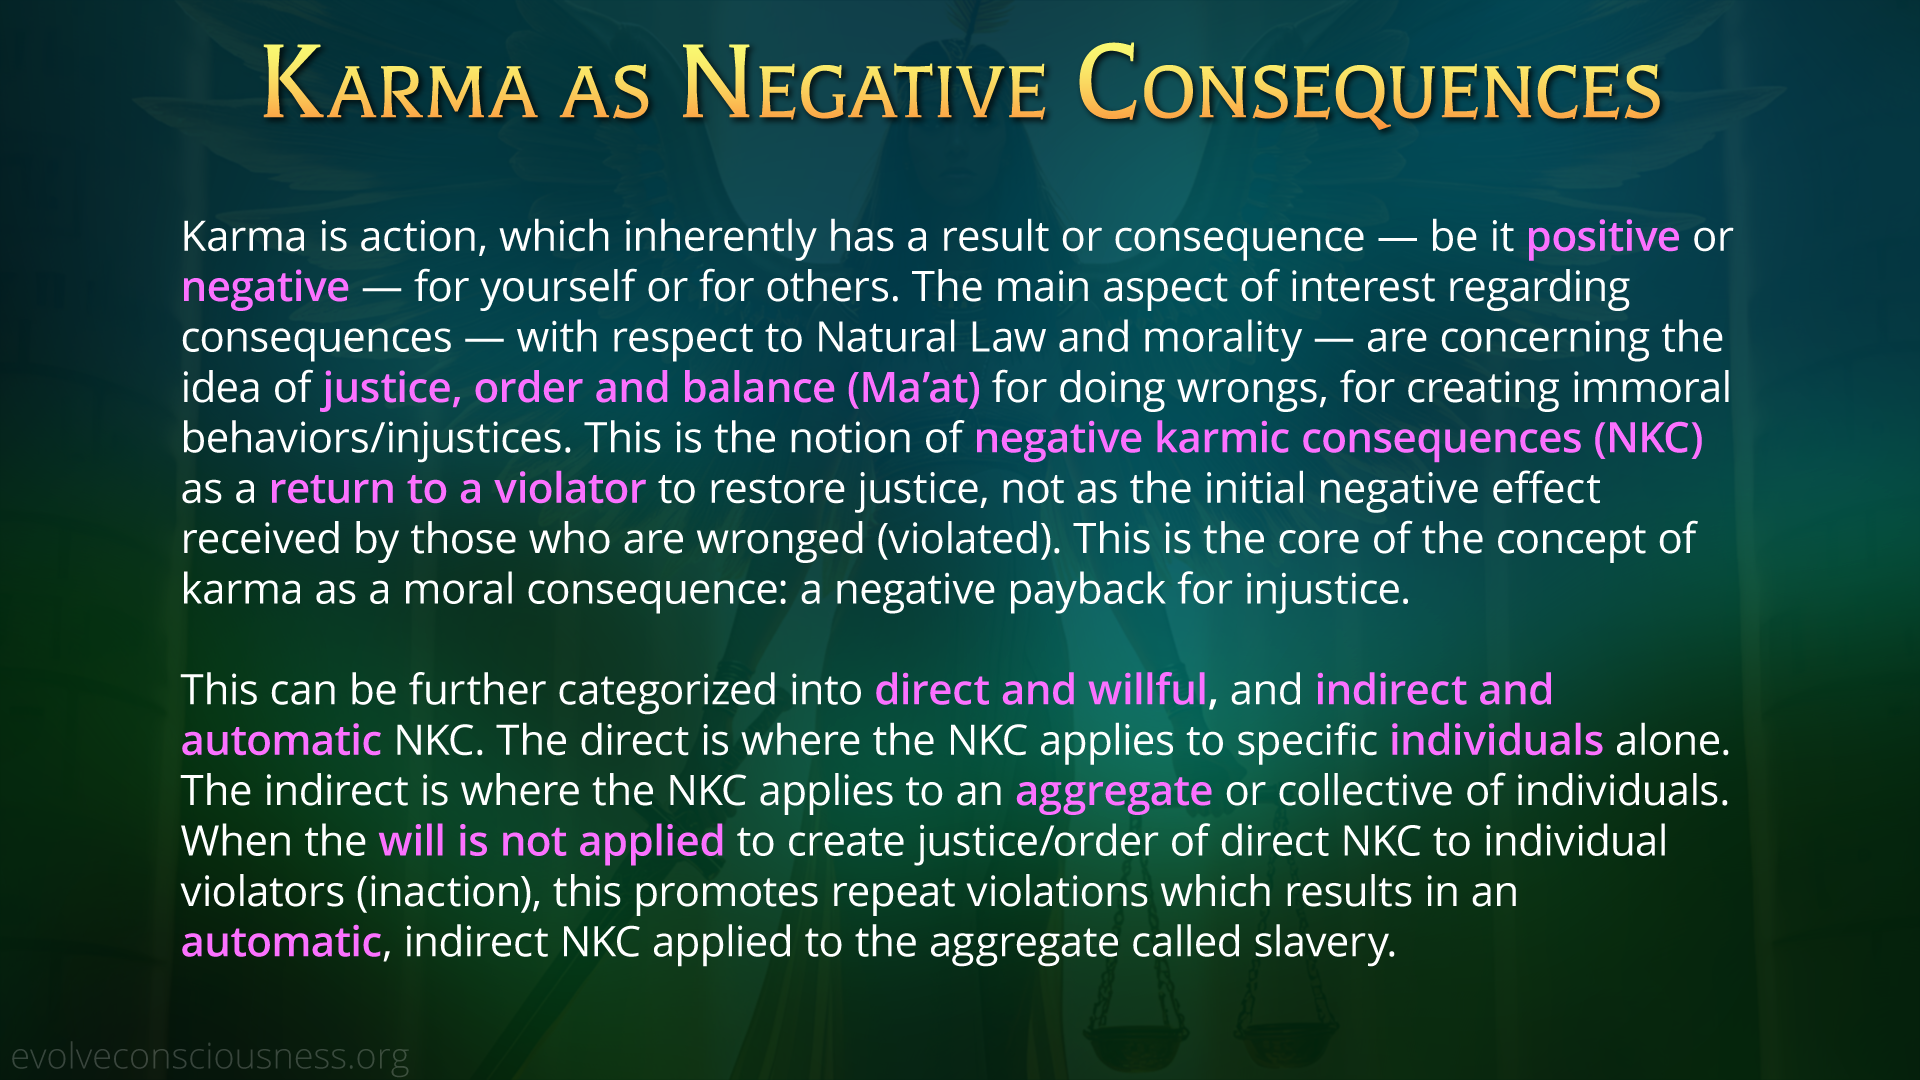 Karma as Negative Consequences
Karma is action, which inherently has a result or consequence — be it positive or
negative — for yourself or for others. The main aspect of interest regarding
consequences — with respect to Natural Law and morality — are concerning the
idea of justice, order and balance (Ma’at) for doing wrongs, for creating immoral
behaviors/injustices. This is the notion of negative karmic consequences (NKC)
as a return to a violator to restore justice, not as the initial negative effect
received by those who are wronged (violated). This is the core of the concept of
karma as a moral consequence: a negative payback for injustice.
This can be further categorized into direct and willful, and indirect and
automatic NKC. The direct is where the NKC applies to specific individuals alone.
The indirect is where the NKC applies to an aggregate or collective of individuals.
When the will is not applied to create justice/order of direct NKC to individual
violators (inaction), this promotes repeat violations which results in an
automatic, indirect NKC applied to the aggregate called slavery.
evolveconsciousness.org